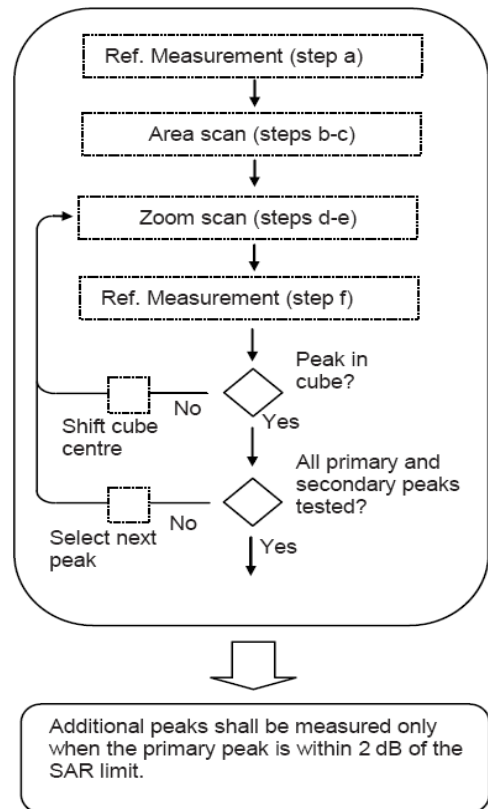 Ref. Measurement (step a)
Area scan (steps b-c)
Zoom scan (steps d-e)
Ref. Measurement (step f)
Peak in
cube?
No
Shift cube
centre
Yes
All primary and
secondary peaks
tested?
No
Select next
peak
Yes
Additional peaks shall be measured only
when the primary peak is within 2 dB of the
SAR limit.